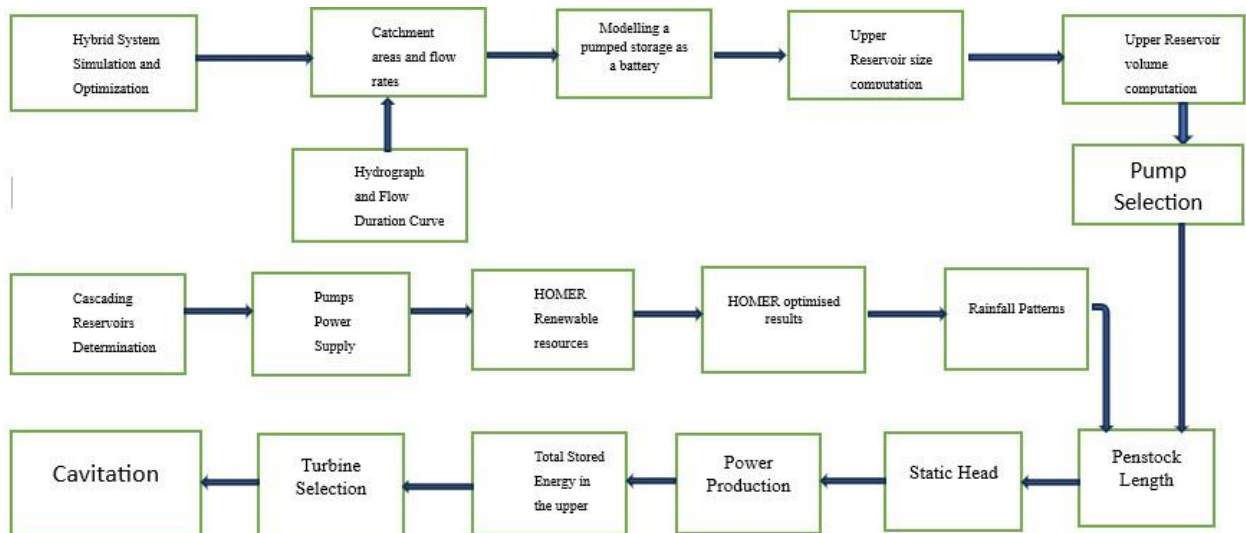 Hybrid System
Simulation and
Optimization
Catchment
areas and flow
rates
Modelling a
pumped storage as
a battery
Upper
Reservoir size
computation
Upper Reservoir
volume
computation
Hydrograph
and Flow
Duration Curve
Pump
Selection
Cascading
Reservoirs
Determination
Pumps
Power
Supply
HOMER
Renewable
resources
HOMER optimised
results
Rainfall Patterns
Cavitation
Turbine
Selection
Total Stored
Energy in
the upper
Power
Production
Static Head
Penstock
Length